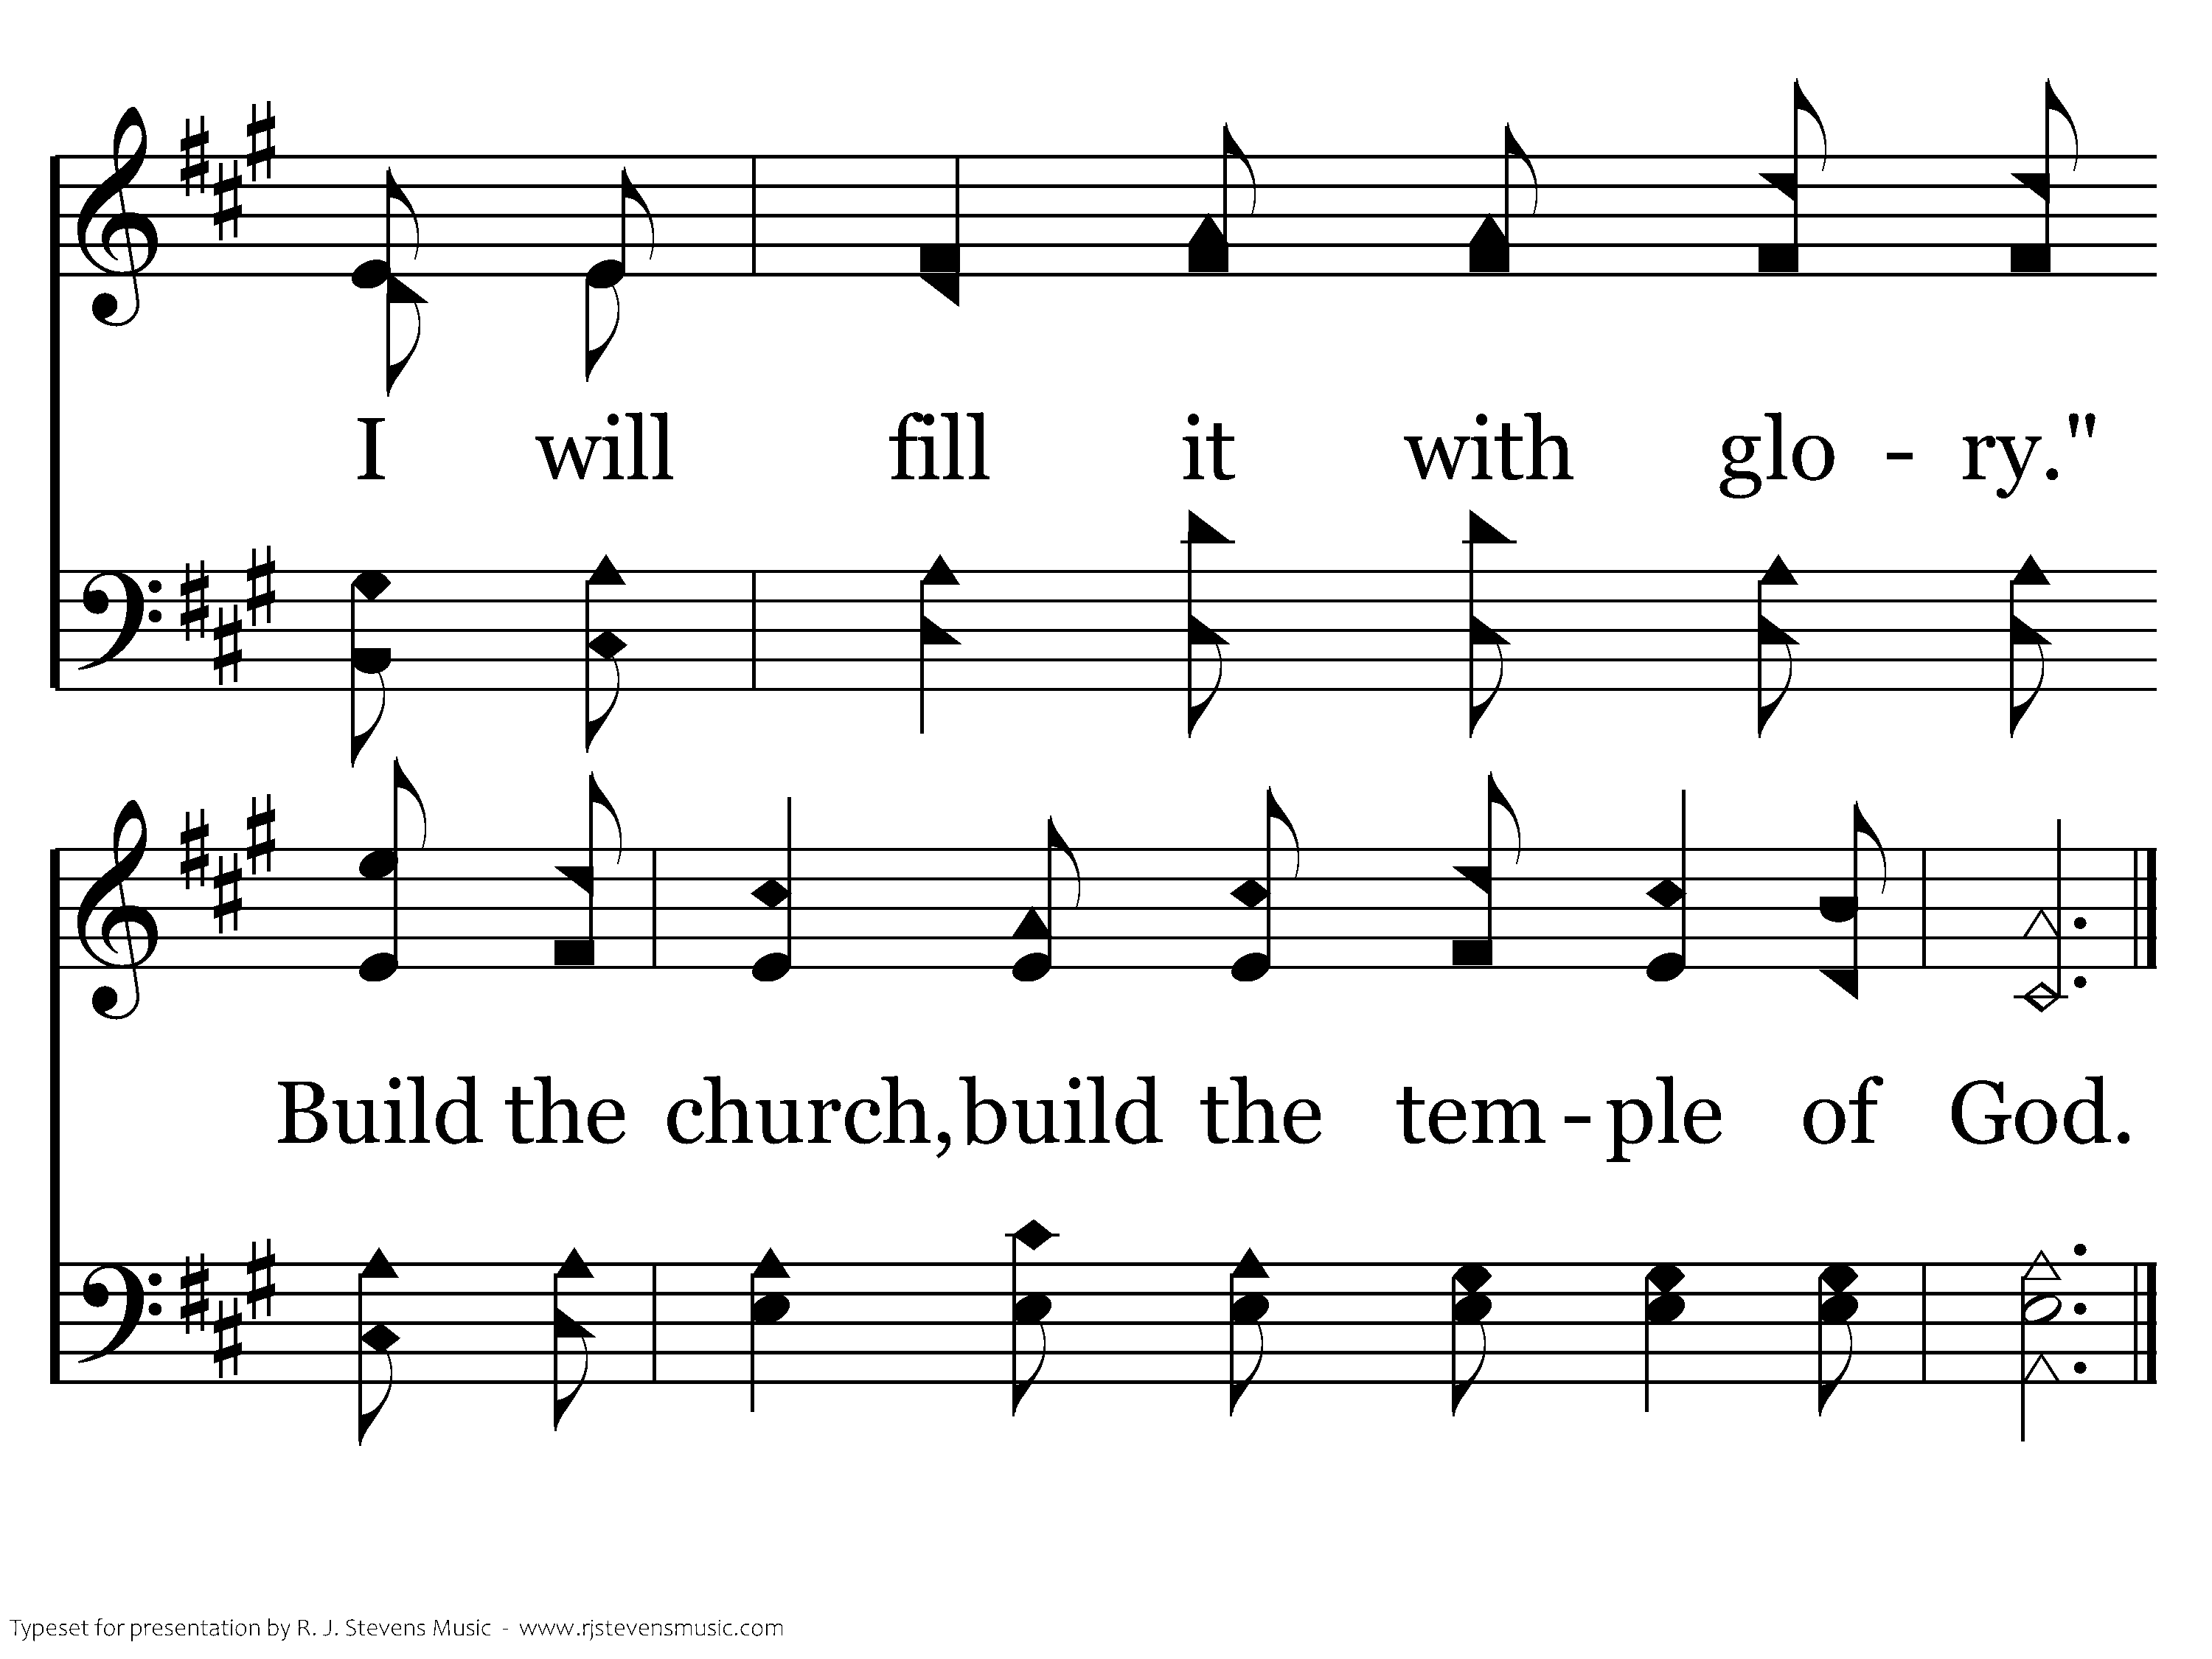 I will fill it with glo - ry."
Build the church, build the tem - ple of God.
Typeset for presentation by R. J. Stevens Music - www.rjstevensmusic.com